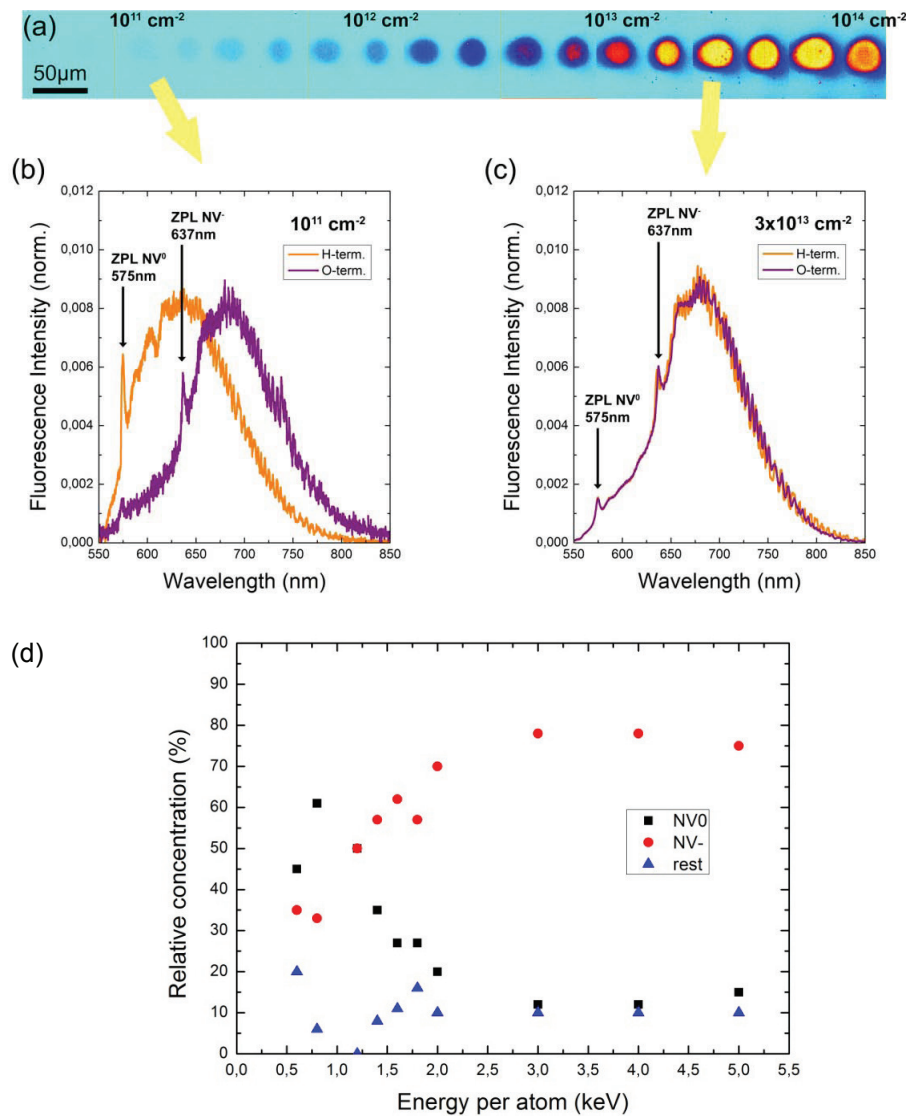 (a)
10¹¹ cm⁻² 10¹² cm⁻² 10¹³ cm⁻² 10¹⁴ cm⁻²
50µm
(b)
0,012
0,010
0,008
0,006
0,004
0,002
0,000
Fluorescence Intensity (norm.)
ZPL NV⁻
637nm
ZPL NV⁰
575nm
10¹¹ cm⁻²
H-term.
O-term.
550 600 650 700 750 800 850
Wavelength (nm)
(c)
0,012
0,010
0,008
0,006
0,004
0,002
0,000
Fluorescence Intensity (norm.)
ZPL NV⁻
637nm
ZPL NV⁰
575nm
3x10¹³ cm⁻²
H-term.
O-term.
550 600 650 700 750 800 850
Wavelength (nm)
(d)
100
90
80
70
60
50
40
30
20
10
0
Relative concentration (%)
NV0
NV-
rest
0,0 0,5 1,0 1,5 2,0 2,5 3,0 3,5 4,0 4,5 5,0 5,5
Energy per atom (keV)